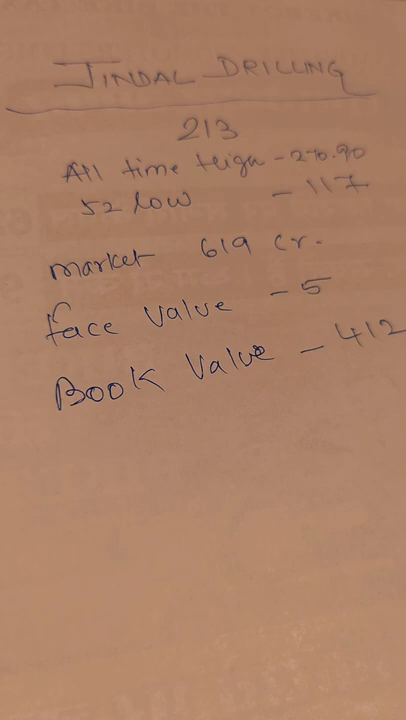 JINDAL DRILLING
213
All time High - 270.90
52 low - 117
market 619 cr.
face value - 5
Book Value - 412